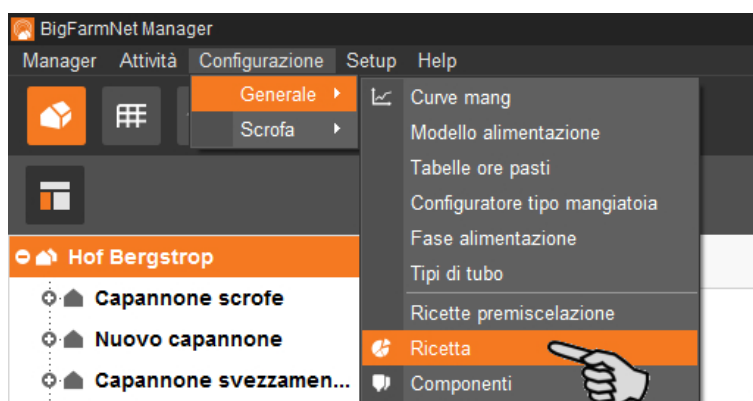 BigFarmNet Manager
Manager Attività Configurazione Setup Help
Generale
Scrofa
Curve mang
Modello alimentazione
Tabelle ore pasti
Configuratore tipo mangiatoia
Fase alimentazione
Tipi di tubo
Ricette premiscelazione
Ricetta
Componenti
Hof Bergstrop
Capannone scrofe
Nuovo capannone
Capannone svezzamen...